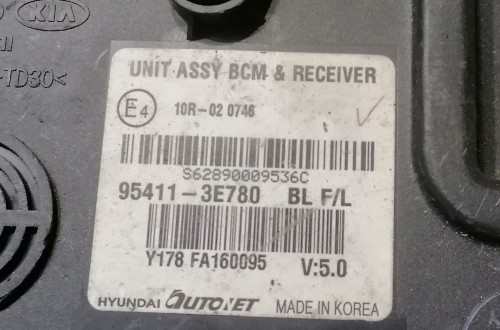 KIA
-TD30<
UNIT ASSY BCM & RECEIVER
E4 10R-02 0746
S62890009536C
95411-3E780 BL F/L
Y178 FA160095 V:5.0
HYUNDAI AUTONET MADE IN KOREA